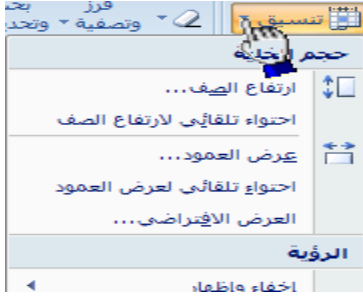 فرز
وتصفية
وتحد
تنسيق
حجم الخلية
ارتفاع الصف...
احتواء تلقائي لارتفاع الصف
عرض العمود...
احتواء تلقائي لعرض العمود
العرض الافتراضي...
الرؤية
إخفاء وإظهار